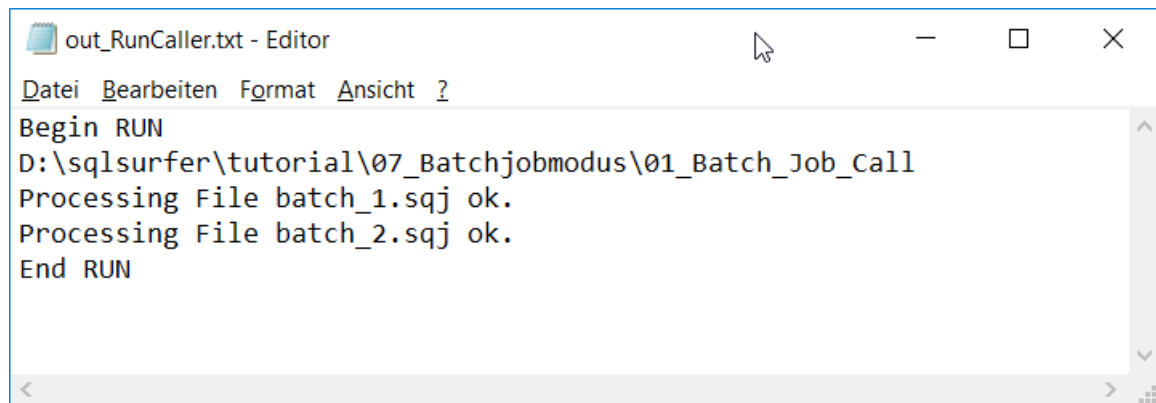 out_RunCaller.txt - Editor
Datei Bearbeiten Format Ansicht ?
Begin RUN
D:\sqlsurfer\tutorial\07_Batchjobmodus\01_Batch_Job_Call
Processing File batch_1.sqj ok.
Processing File batch_2.sqj ok.
End RUN